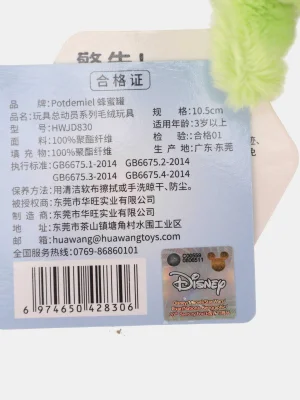 警告!
合格证
品 牌：Potdemiel 蜂蜜罐
品名：玩具总动员系列毛绒玩具
型号：HWJD830
规 格：10.5cm
面料：100%聚酯纤维
适用年龄：3岁以上
填 充 物：100%聚酯纤维
检 验：合格01
生 产 地：广东东莞
执行标准：GB6675.1-2014 GB6675.2-2014
GB6675.3-2014 GB6675.4-2014
保养方法：用清洁软布擦拭或手洗晾干、防尘。
被授权商：东莞市华旺实业有限公司
制 造 商：东莞市华旺实业有限公司
地址：东莞市茶山镇塘角村水围工业区
邮箱：huawang@huawangtoys.com
全国服务热线：0769-86860101
6 974650 428306
DISNEY